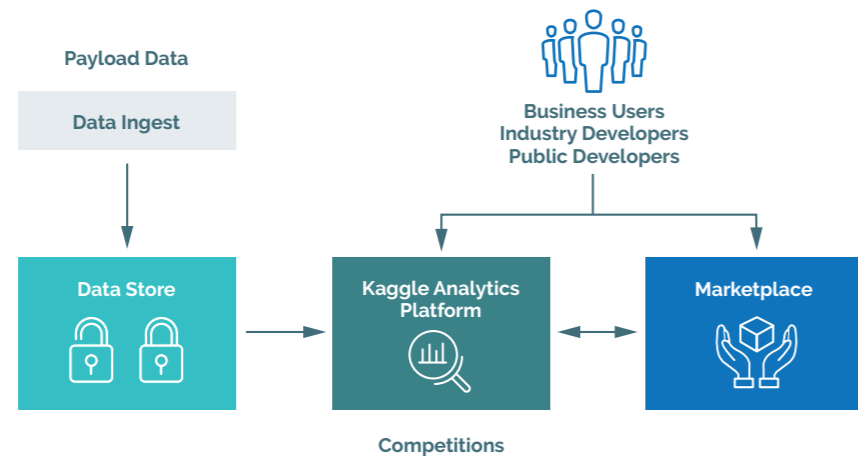 Payload Data
Data Ingest
Business Users
Industry Developers
Public Developers
Data Store
Kaggle Analytics
Platform
Marketplace
Competitions